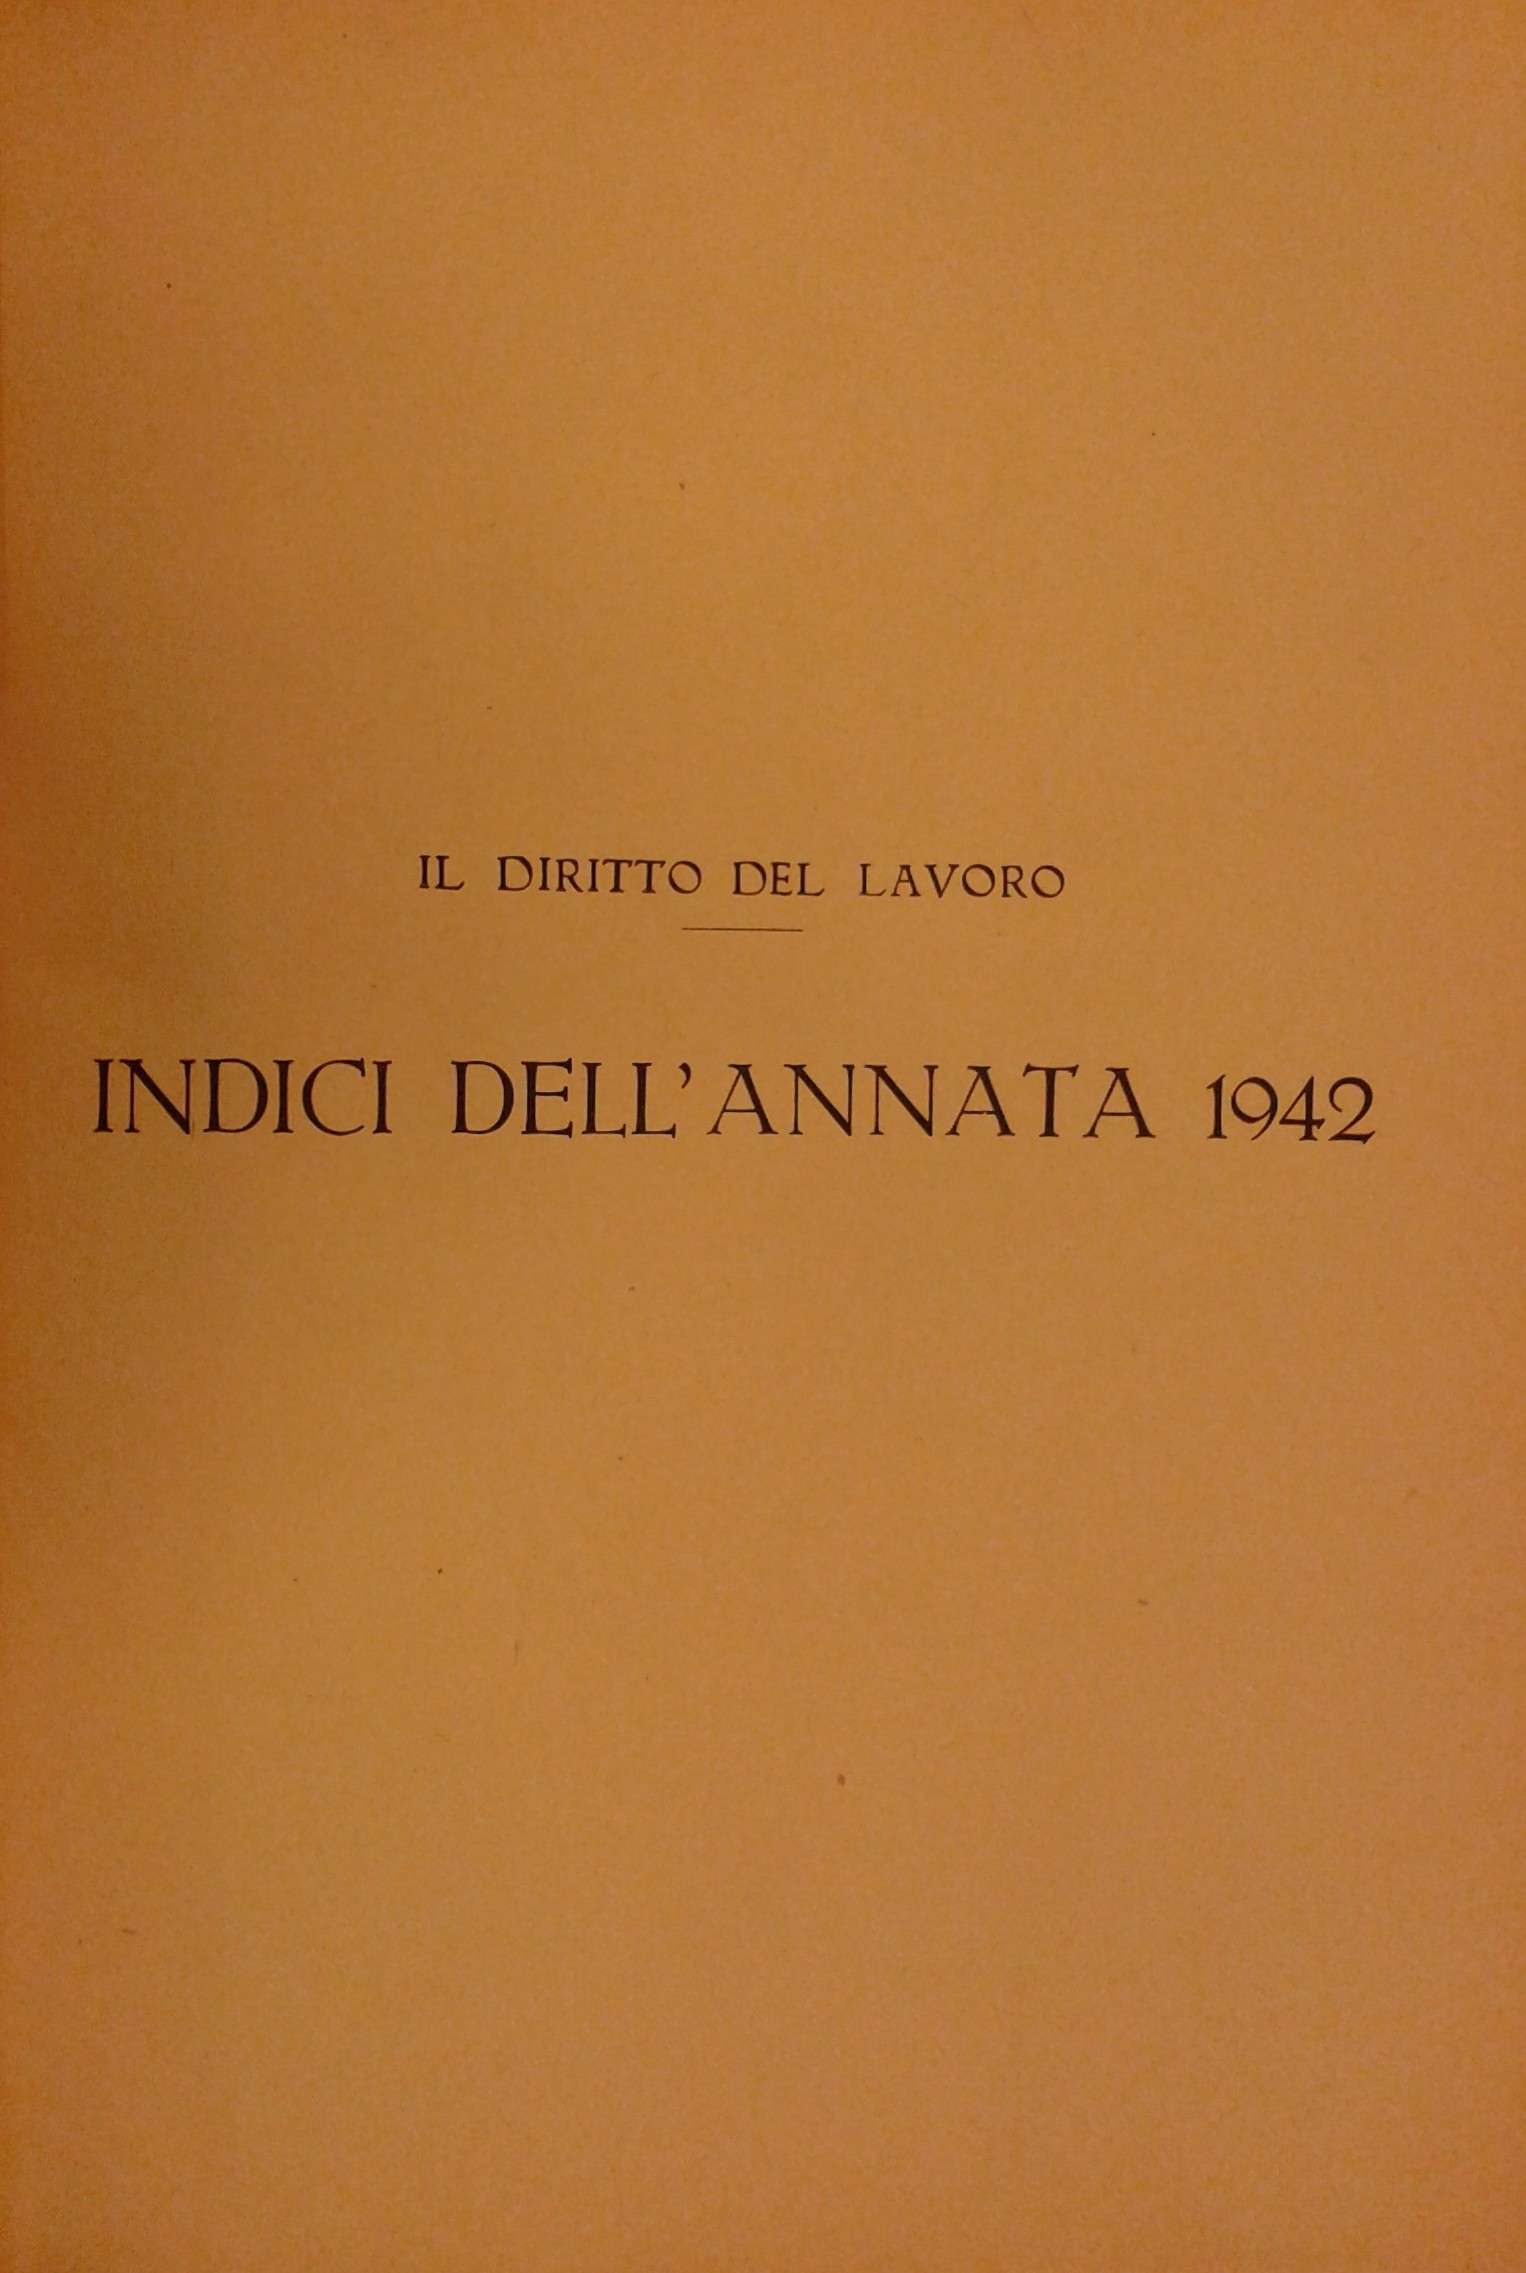 IL DIRITTO DEL LAVORO
INDICI DELL'ANNATA 1942